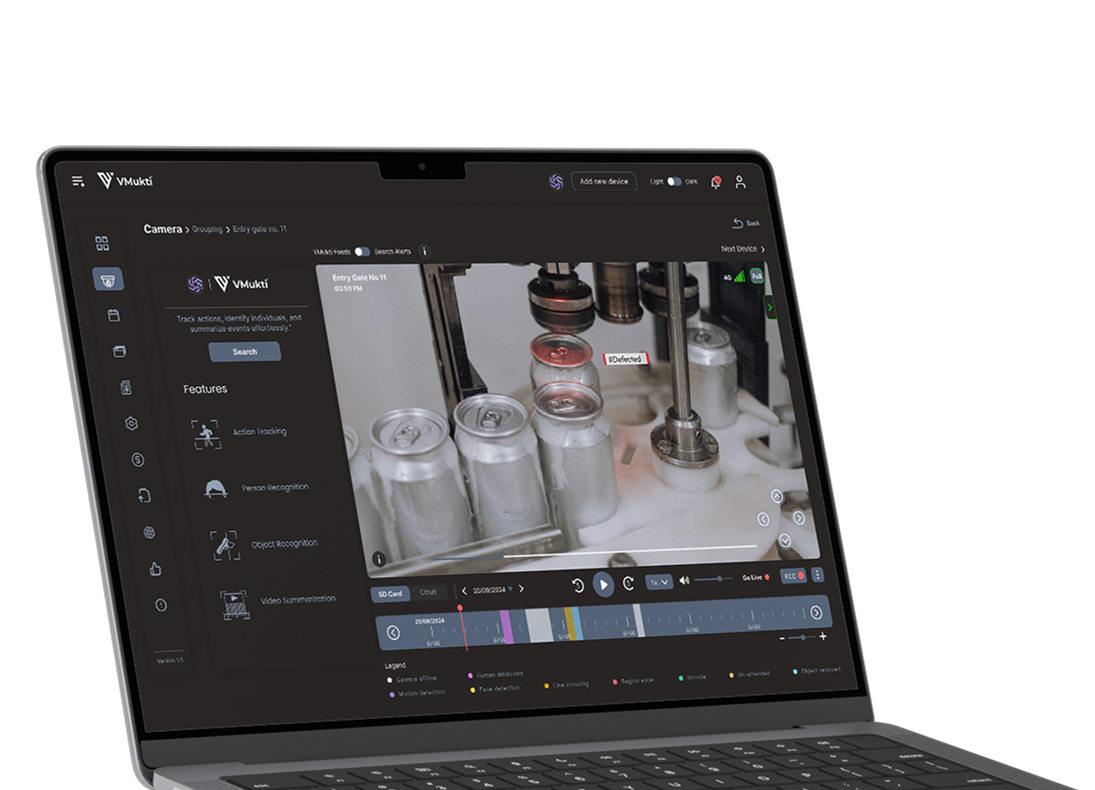 VMukti
Add new device
Light
Dark
Camera > Grouping > Entry gate no. 11
Back
VMukti Feeds
Search Alerts
Next Device >
VMukti
Track actions, identify individuals, and
summarize events effortlessly."
Search
Features
Action Tracking
Person Recognition
Object Recognition
Video Summarization
Version 1.5
Entry Gate No 11
03:50 PM
4G
Full
#Defected
SD Card
Cloud
20/09/2024
1x
Go Live
REC
20/09/2024
Legend
Camera offline
Human detection
Motion detection
Face detection
Line crossing
Region enter
Un attended
Object removed
delete
return